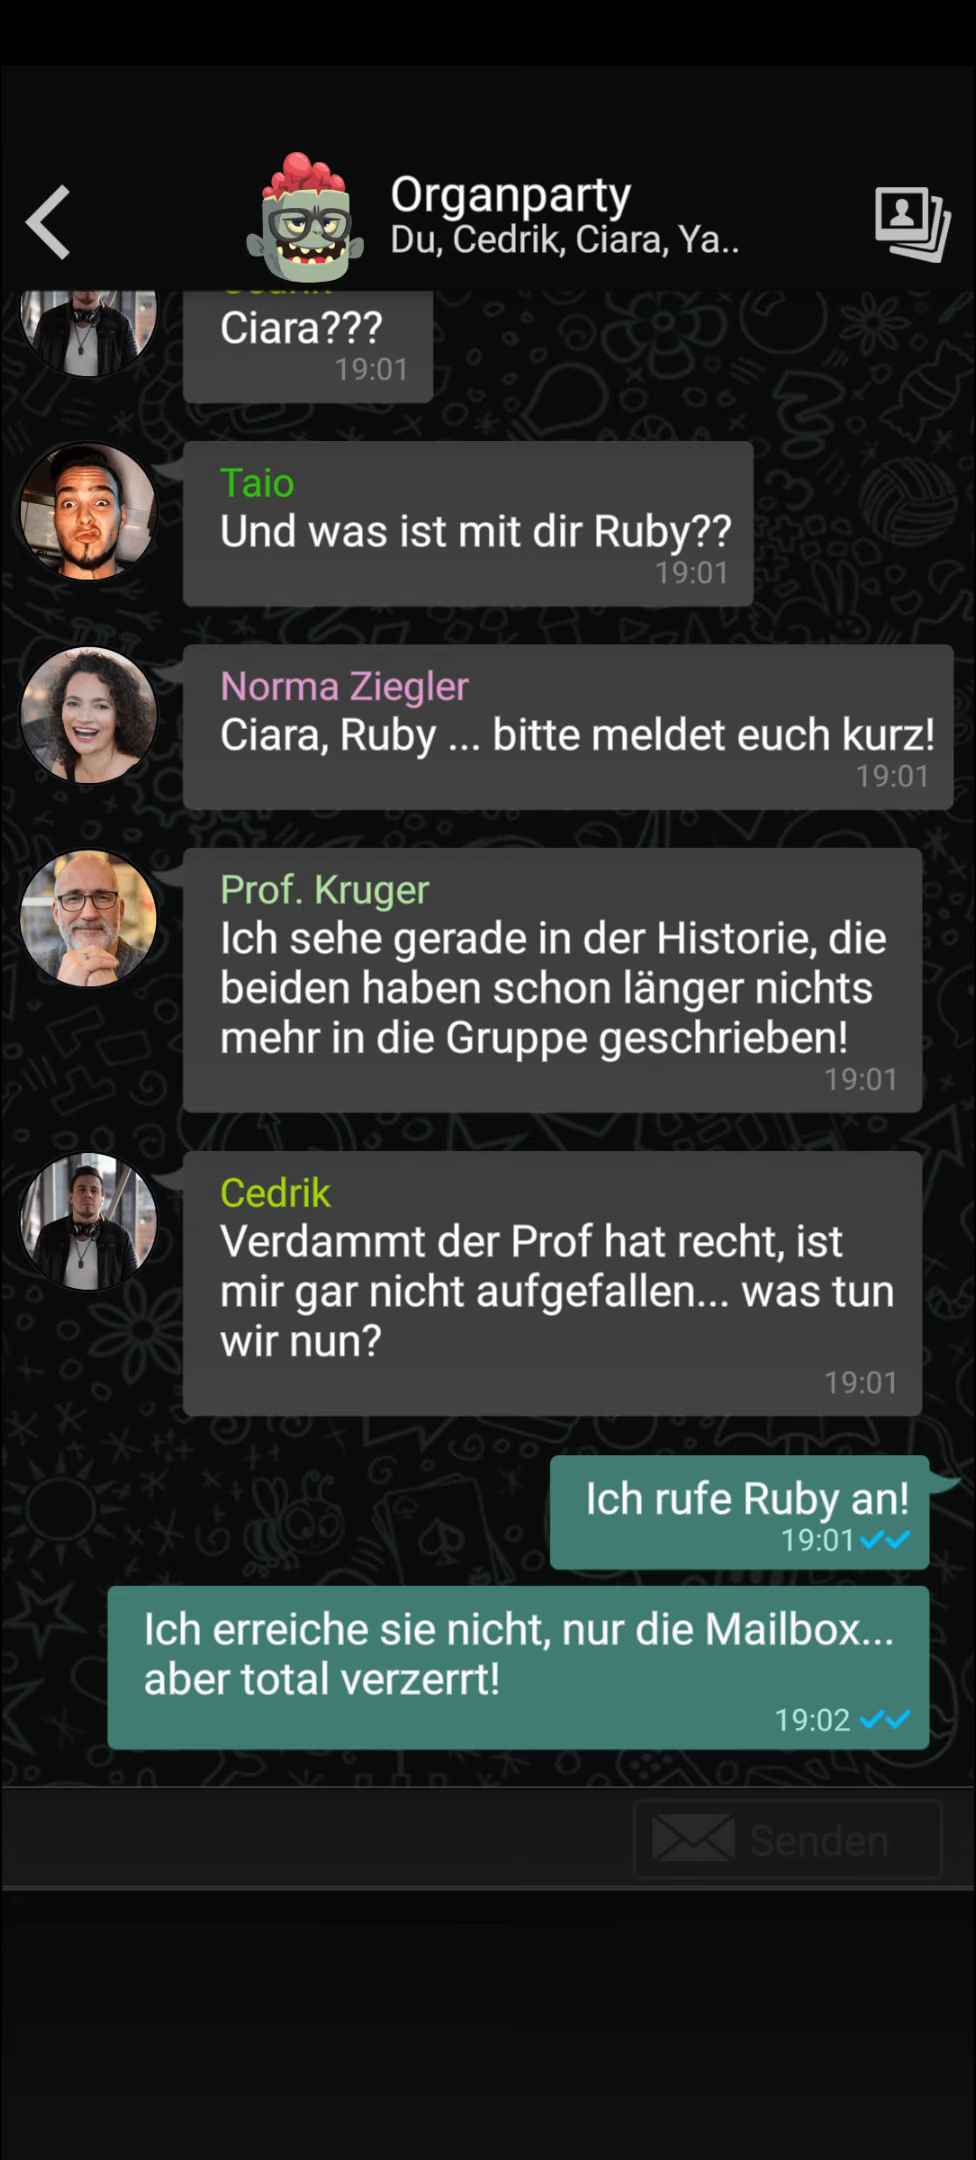 Organparty
Du, Cedrik, Ciara, Ya..
Cedrik
Ciara???
19:01
Taio
Und was ist mit dir Ruby??
19:01
Norma Ziegler
Ciara, Ruby ... bitte meldet euch kurz!
19:01
Prof. Kruger
Ich sehe gerade in der Historie, die
beiden haben schon länger nichts
mehr in die Gruppe geschrieben!
19:01
Cedrik
Verdammt der Prof hat recht, ist
mir gar nicht aufgefallen... was tun
wir nun?
19:01
Ich rufe Ruby an!
19:01
Ich erreiche sie nicht, nur die Mailbox...
aber total verzerrt!
19:02
Senden